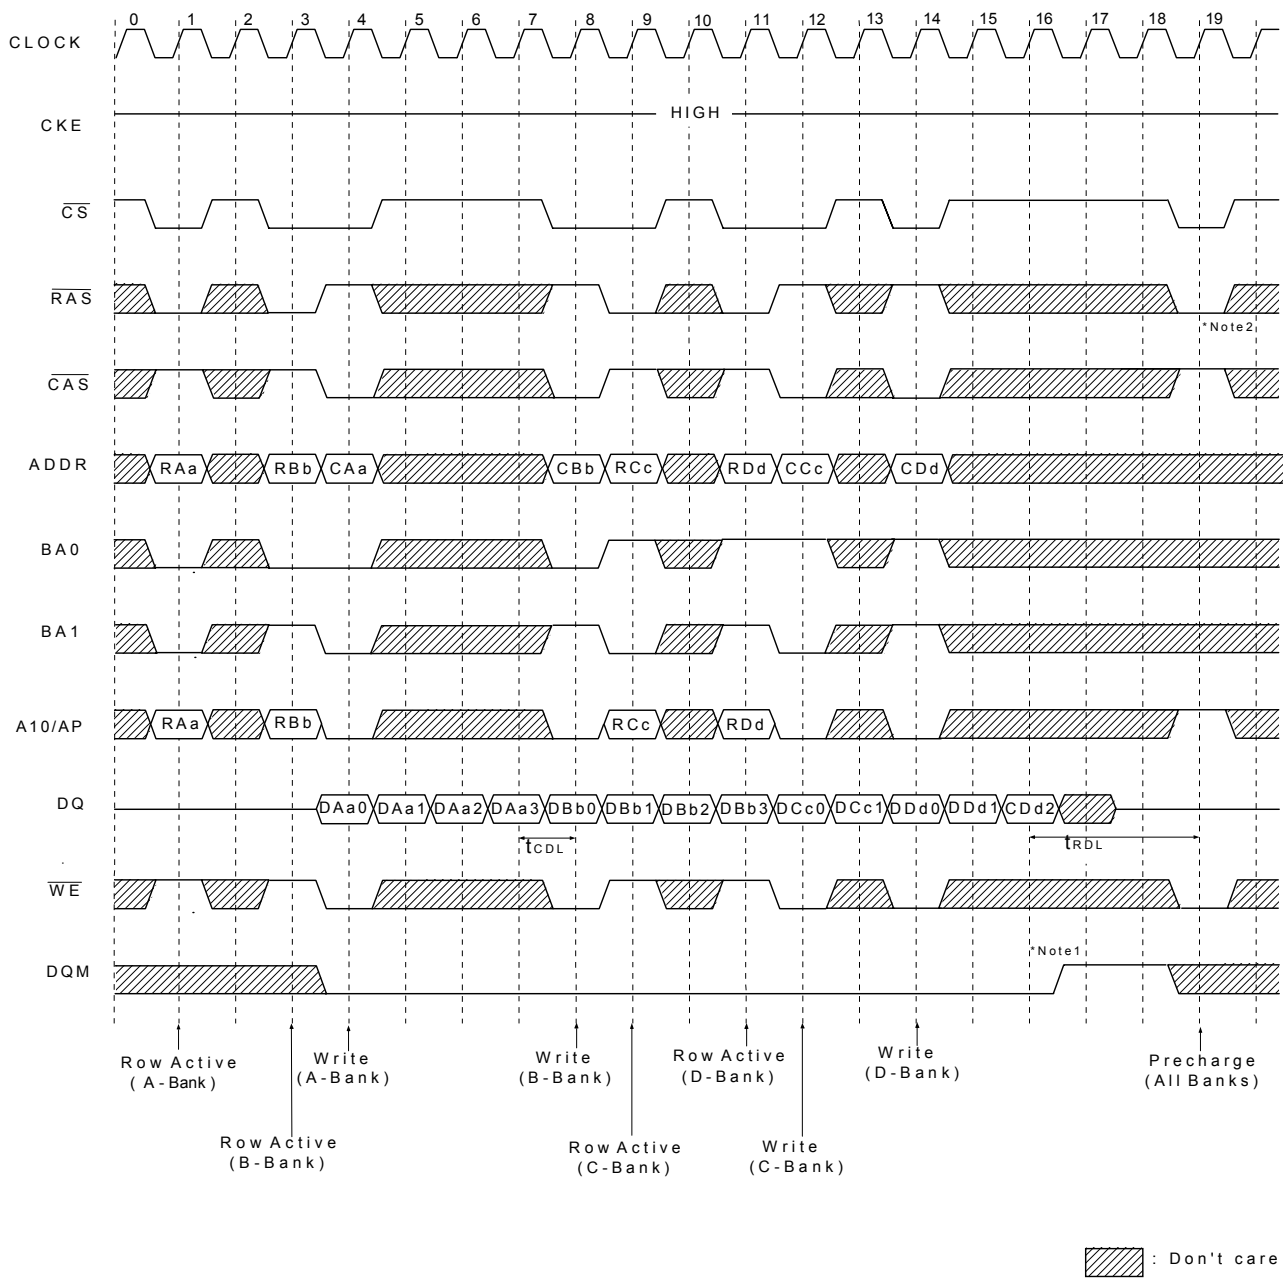 0 1 2 3 4 5 6 7 8 9 10 11 12 13 14 15 16 17 18 19
CLOCK
HIGH
CKE
CS
RAS
*Note2
CAS
ADDR RAa RBb CAa CBb RCc RDd CCc CDd
BA0
BA1
A10/AP RAa RBb RCc RDd
DQ DAa0 DAa1 DAa2 DAa3 DBb0 DBb1 DBb2 DBb3 DCc0 DCc1 DDd0 DDd1 CDd2
tCDL tRDL
WE
*Note1
DQM
Row Active
(A-Bank)
Write
(A-Bank)
Write
(B-Bank)
Row Active
(D-Bank)
Write
(D-Bank)
Precharge
(All Banks)
Row Active
(B-Bank)
Row Active
(C-Bank)
Write
(C-Bank)
: Don't care